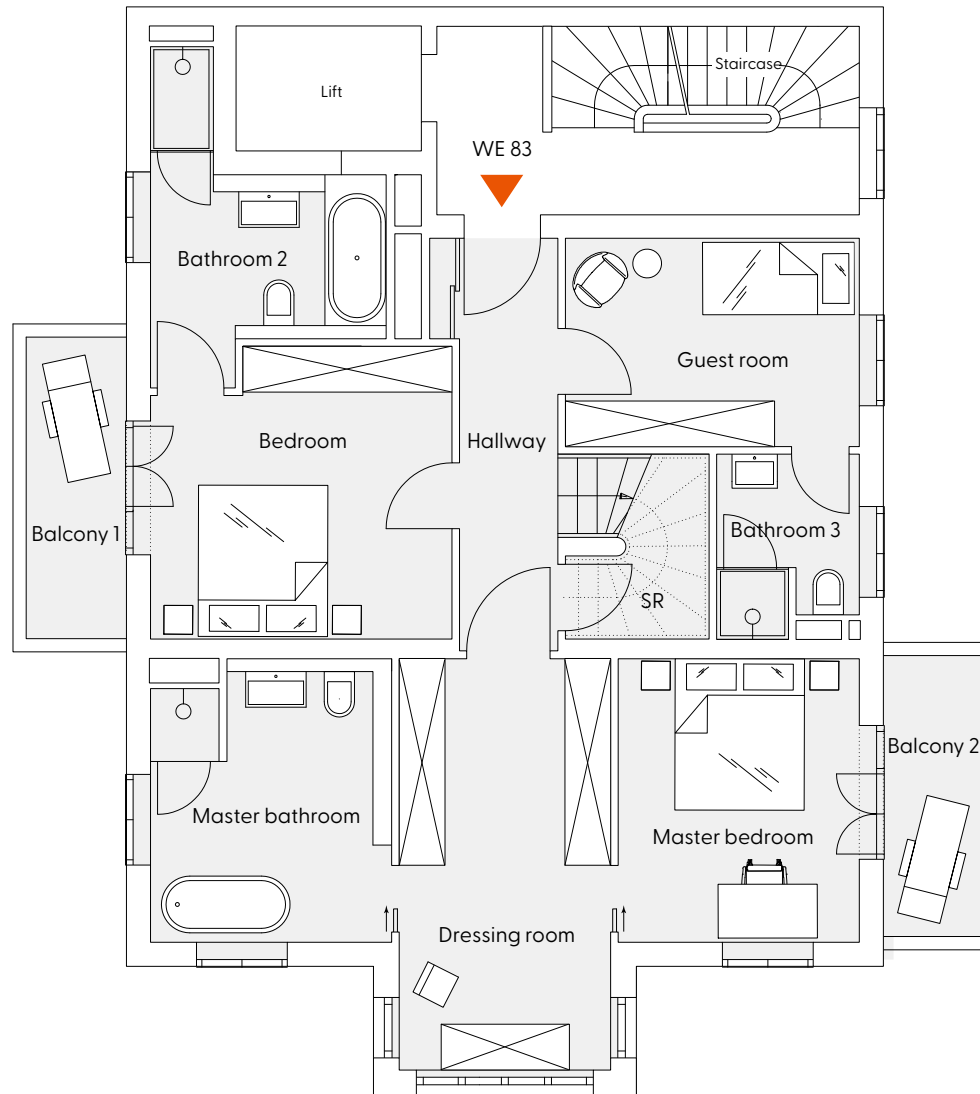 Staircase
Lift
WE 83
Bathroom 2
Guest room
Bedroom
Hallway
Balcony 1
Bathroom 3
SR
Balcony 2
Master bathroom
Master bedroom
Dressing room